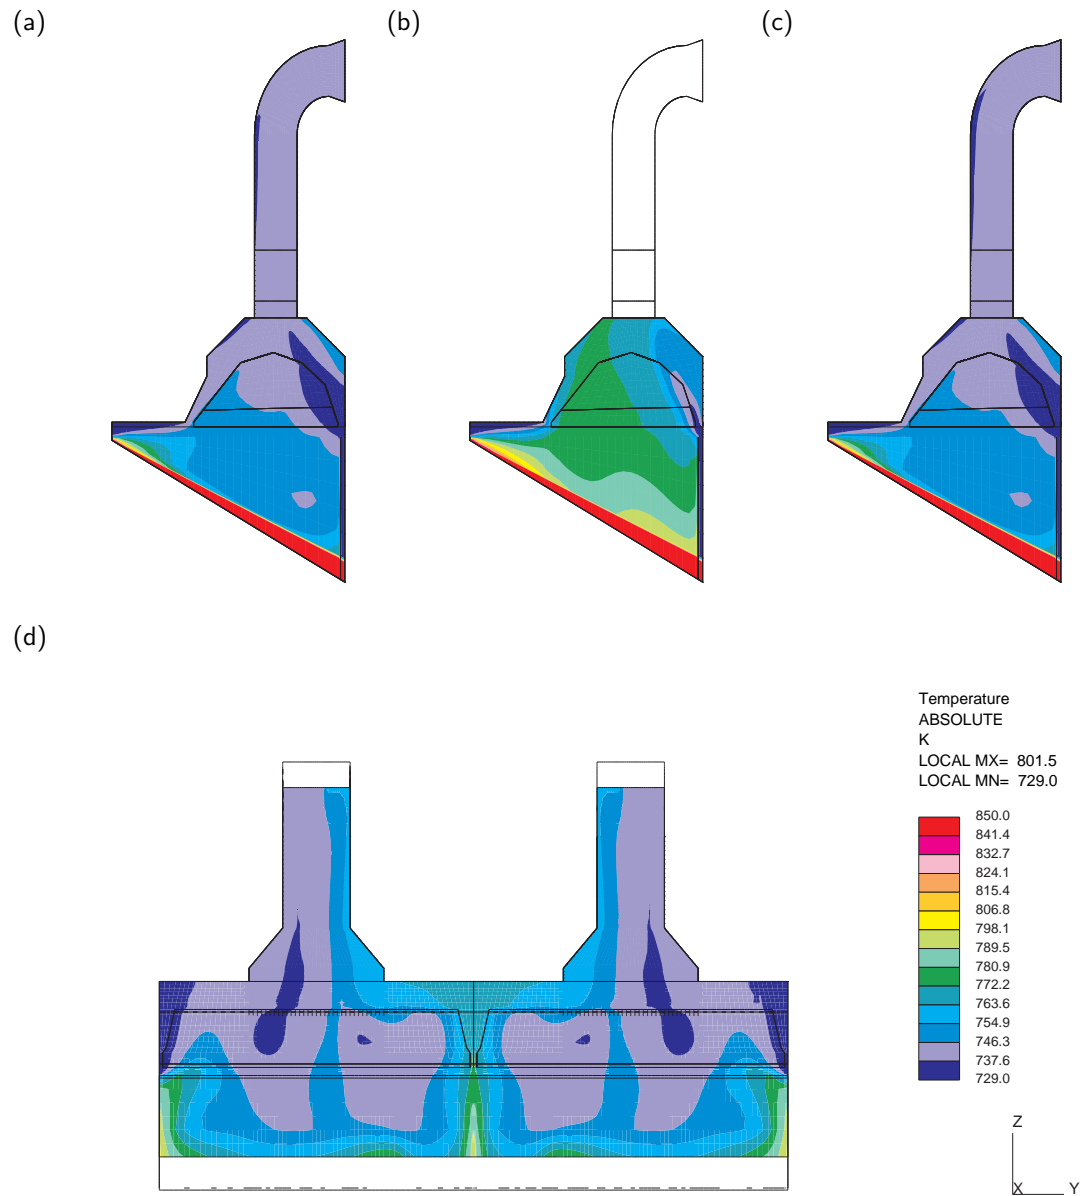 (a)
(b)
(c)
(d)
Temperature
ABSOLUTE
K
LOCAL MX= 801.5
LOCAL MN= 729.0
850.0
841.4
832.7
824.1
815.4
806.8
798.1
789.5
780.9
772.2
763.6
754.9
746.3
737.6
729.0
Z
X
Y